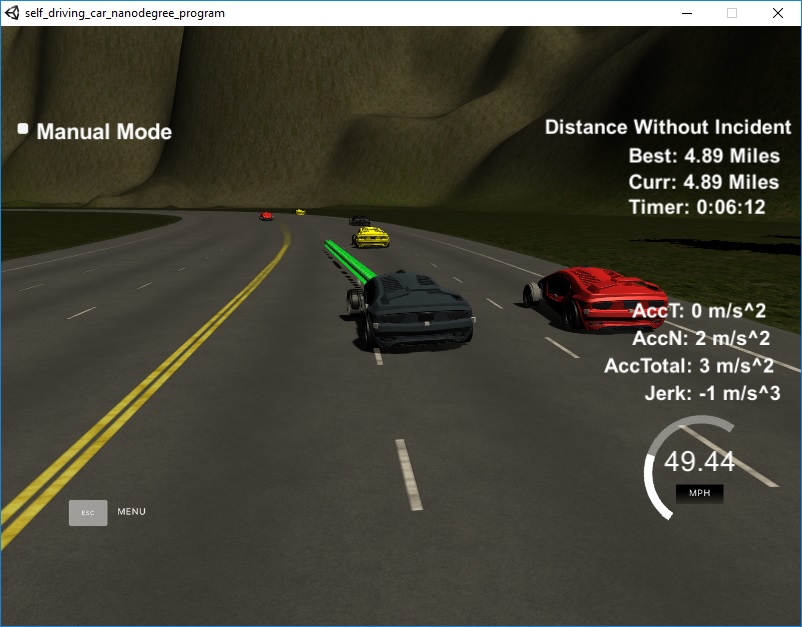 self_driving_car_nanodegree_program
Manual Mode
Distance Without Incident
Best: 4.89 Miles
Curr: 4.89 Miles
Timer: 0:06:12
AccT: 0 m/s^2
AccN: 2 m/s^2
AccTotal: 3 m/s^2
Jerk: -1 m/s^3
49.44
MPH
ESC MENU